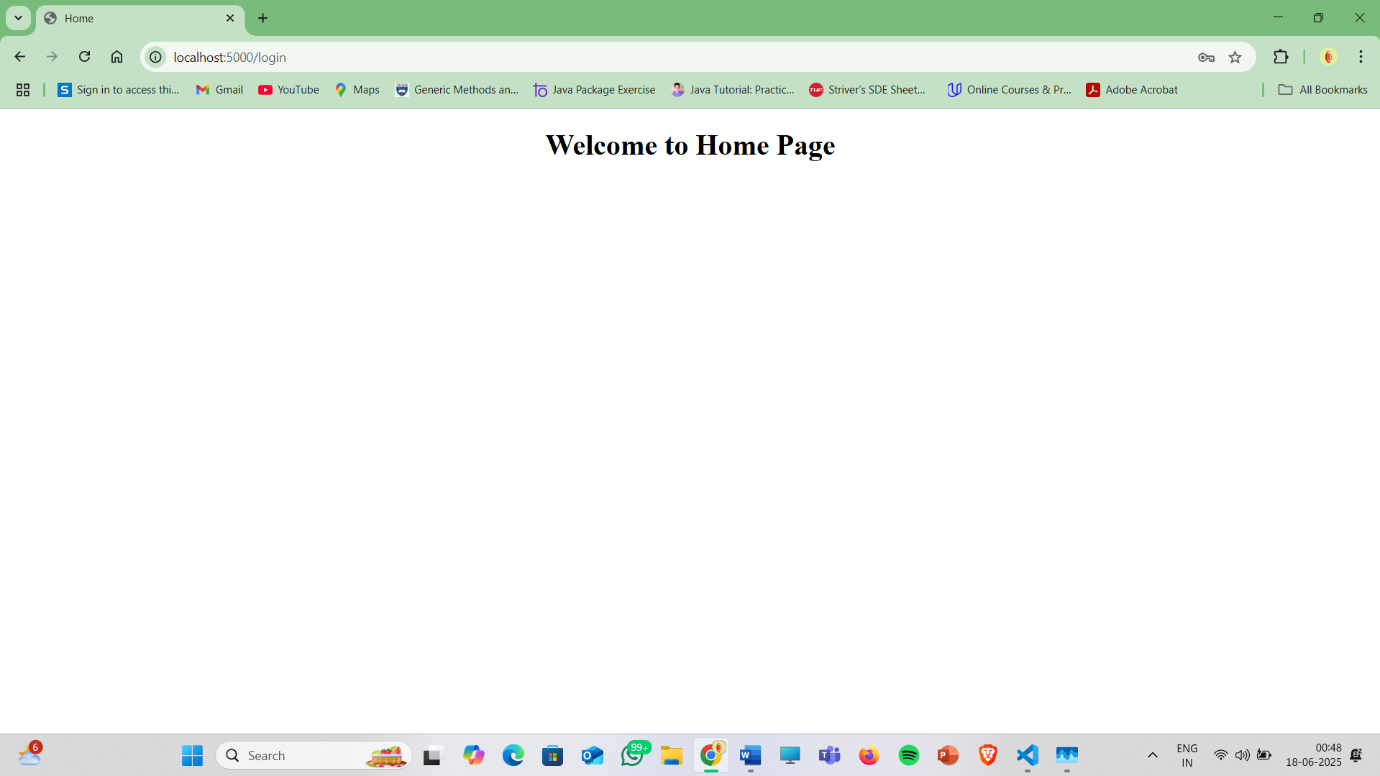 Home
localhost:5000/login
Sign in to access thi... Gmail YouTube Maps Generic Methods an... Java Package Exercise Java Tutorial: Practic... TUF Striver's SDE Sheet... Online Courses & Pr... Adobe Acrobat All Bookmarks
Welcome to Home Page
6 Search 99+ ENG 00:48
IN 18-06-2025